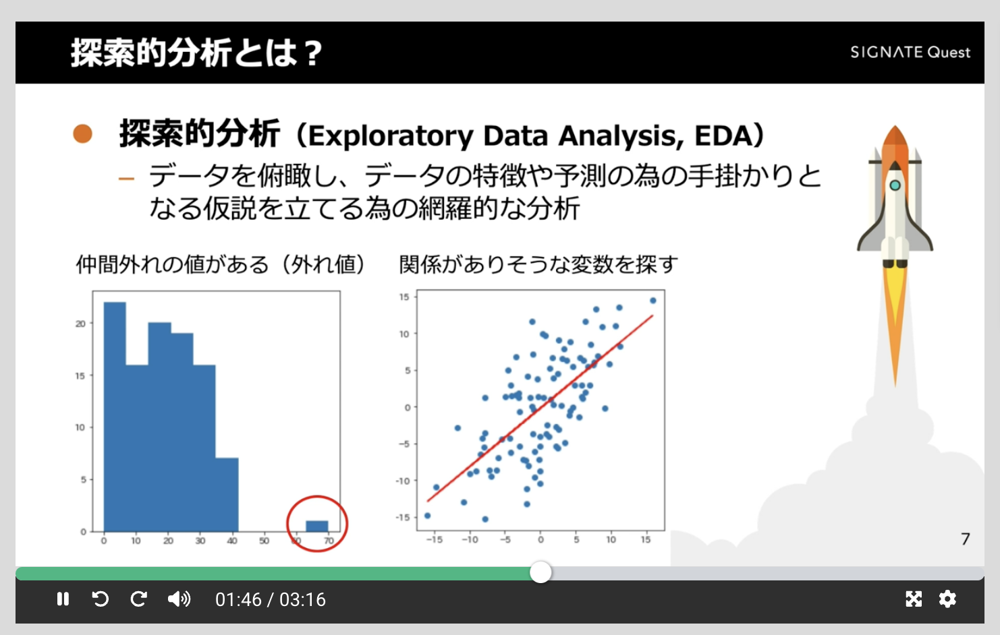 探索的分析とは？
SIGNATE Quest
探索的分析（Exploratory Data Analysis, EDA）
データを俯瞰し、データの特徴や予測の為の手掛かりと
なる仮説を立てる為の網羅的な分析
仲間外れの値がある（外れ値）
関係がありそうな変数を探す
20
15
10
5
0
0 10 20 30 40 50 60 70
15
10
5
0
−5
-10
-15
−15 −10 −5 0 5 10 15
7
01:46 / 03:16